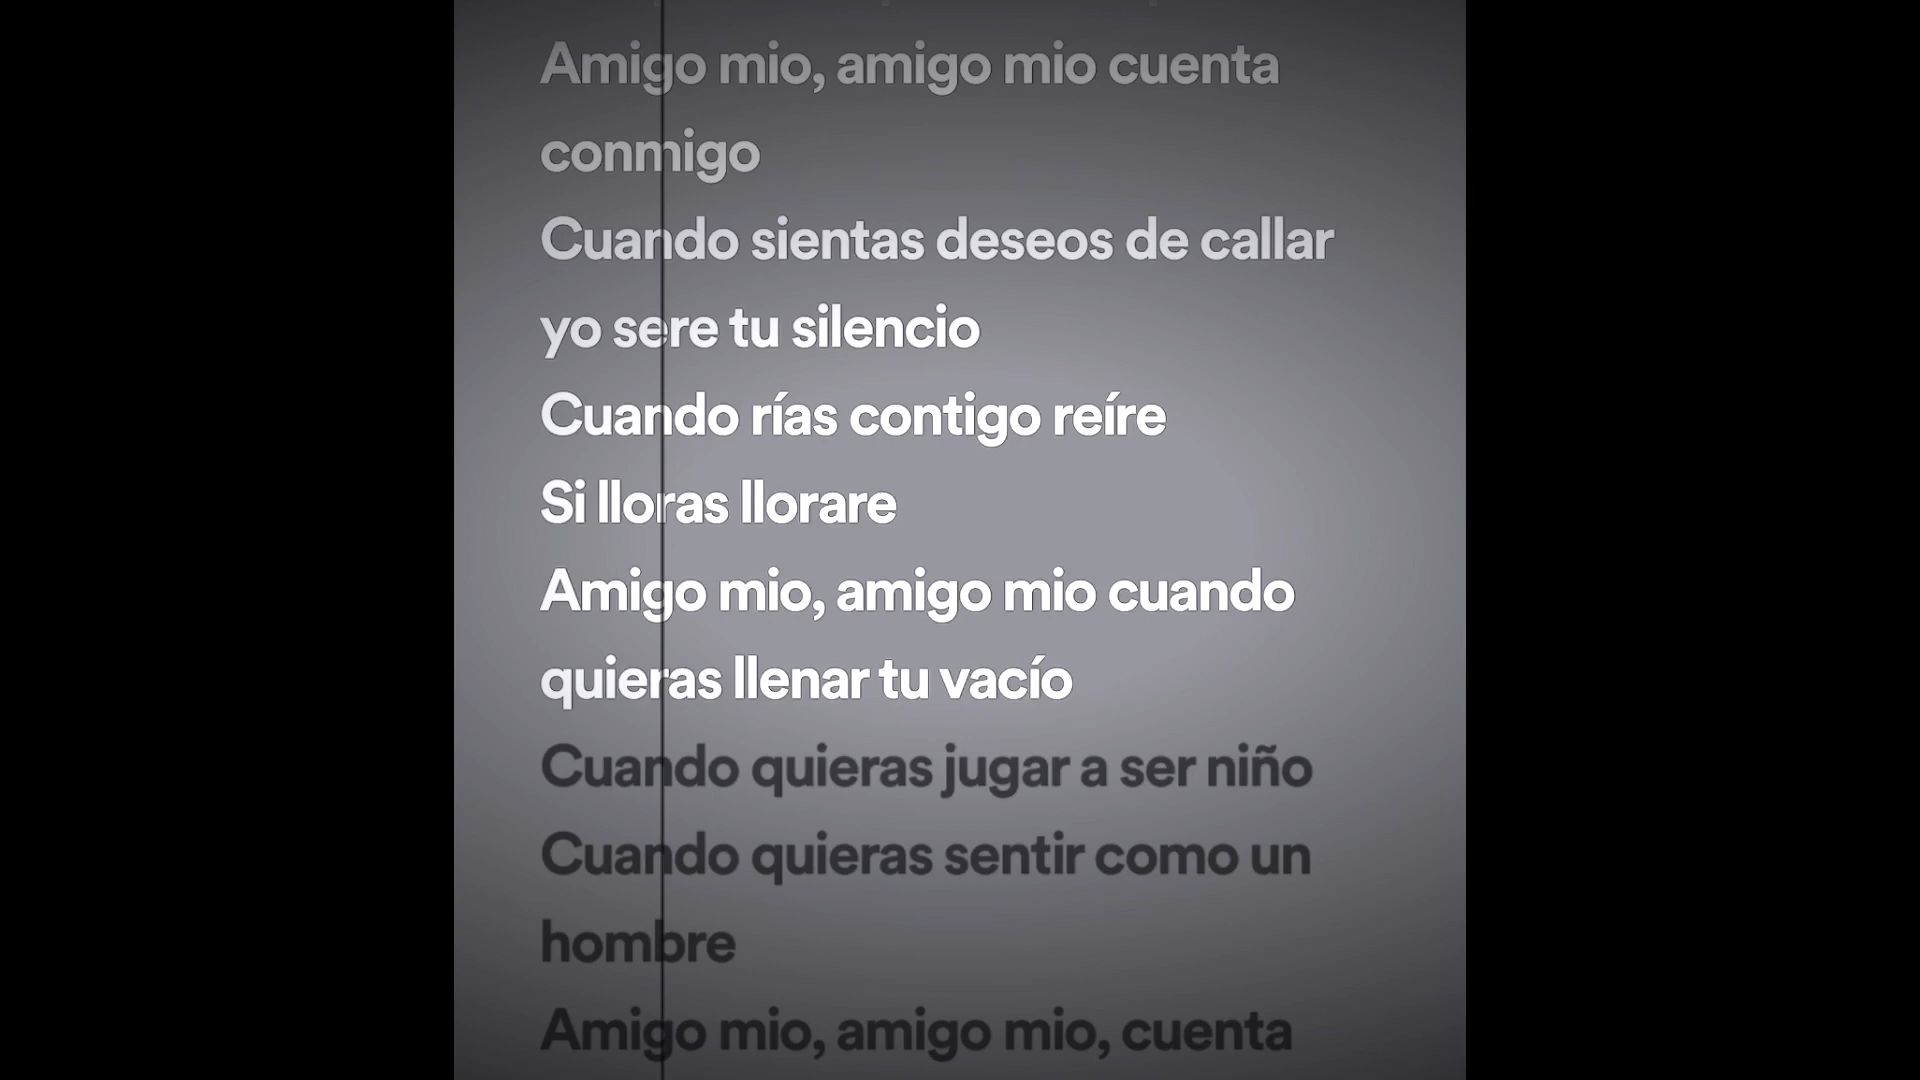 Amigo mio, amigo mio cuenta
conmigo
Cuando sientas deseos de callar
yo sere tu silencio
Cuando rías contigo reíre
Si lloras llorare
Amigo mio, amigo mio cuando
quieras llenar tu vacío
Cuando quieras jugar a ser niño
Cuando quieras sentir como un
hombre
Amigo mio, amigo mio, cuenta